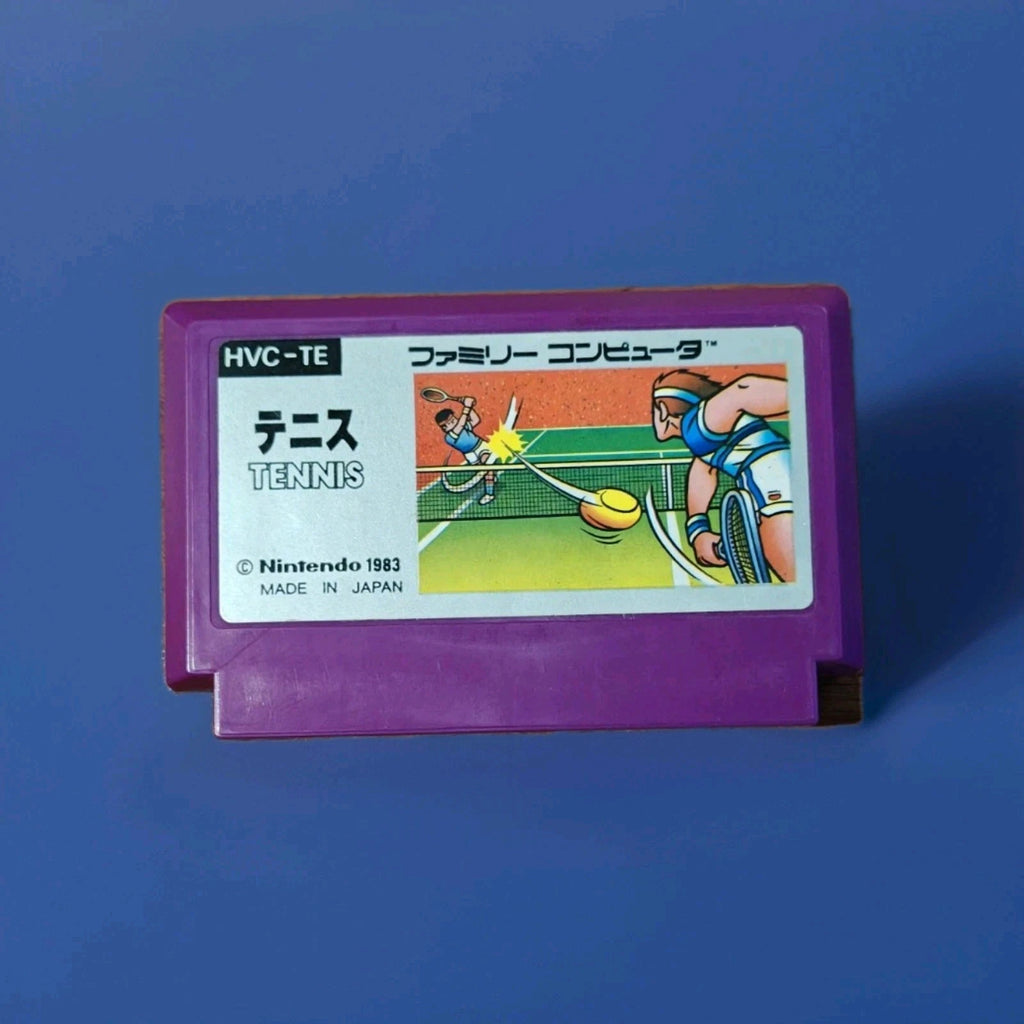 HVC-TE
ファミリー コンピュータ™
テニス
TENNIS
© Nintendo 1983
MADE IN JAPAN